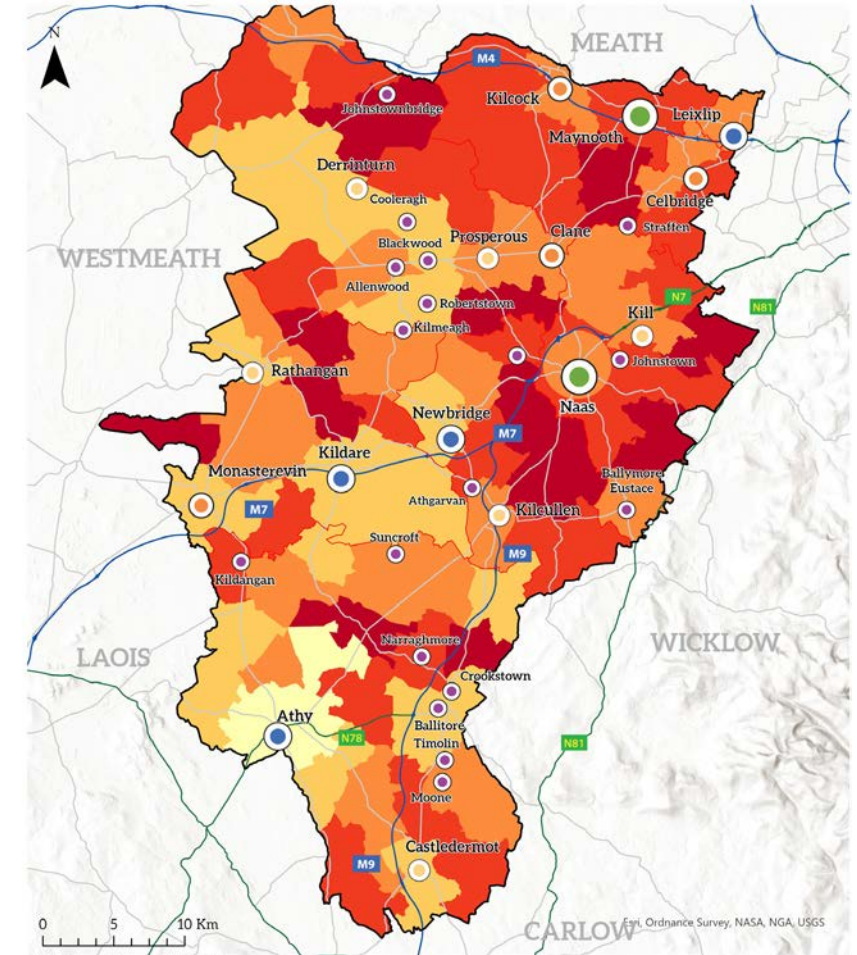 N
MEATH
M4
Kilcock
Johnstownbridge
Maynooth
Leixlip
Derrinturn
Celbridge
Cooleragh
Straffen
Blackwood
Prosperous
Clane
WESTMEATH
Allenwood
N7
Robertstown
N81
Kill
Kilmeagh
Johnstown
Rathangan
Naas
Newbridge
M7
Kildare
Monasterevin
Ballymore
Eustace
Athgarvan
M7
Kilcullen
Suncroft
M9
Kildangan
Narraghmore
WICKLOW
LAOIS
Crookstown
Athy
Ballitore
N78
N81
Timolin
Moone
Castledermot
M9
0 5 10 Km
CARLOW
Esri, Ordnance Survey, NASA, NGA, USGS